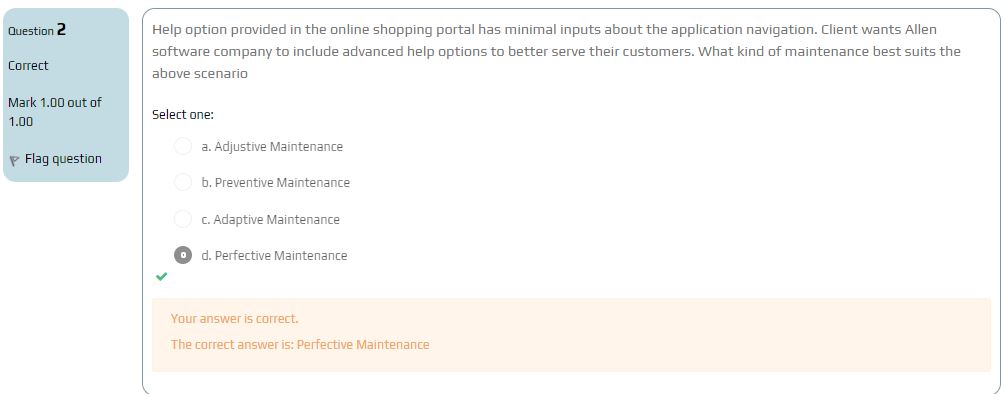 Question 2
Correct
Mark 1.00 out of
1.00
Flag question
Help option provided in the online shopping portal has minimal inputs about the application navigation. Client wants Allen
software company to include advanced help options to better serve their customers. What kind of maintenance best suits the
above scenario
Select one:
a. Adjustive Maintenance
b. Preventive Maintenance
c. Adaptive Maintenance
d. Perfective Maintenance
Your answer is correct.
The correct answer is: Perfective Maintenance